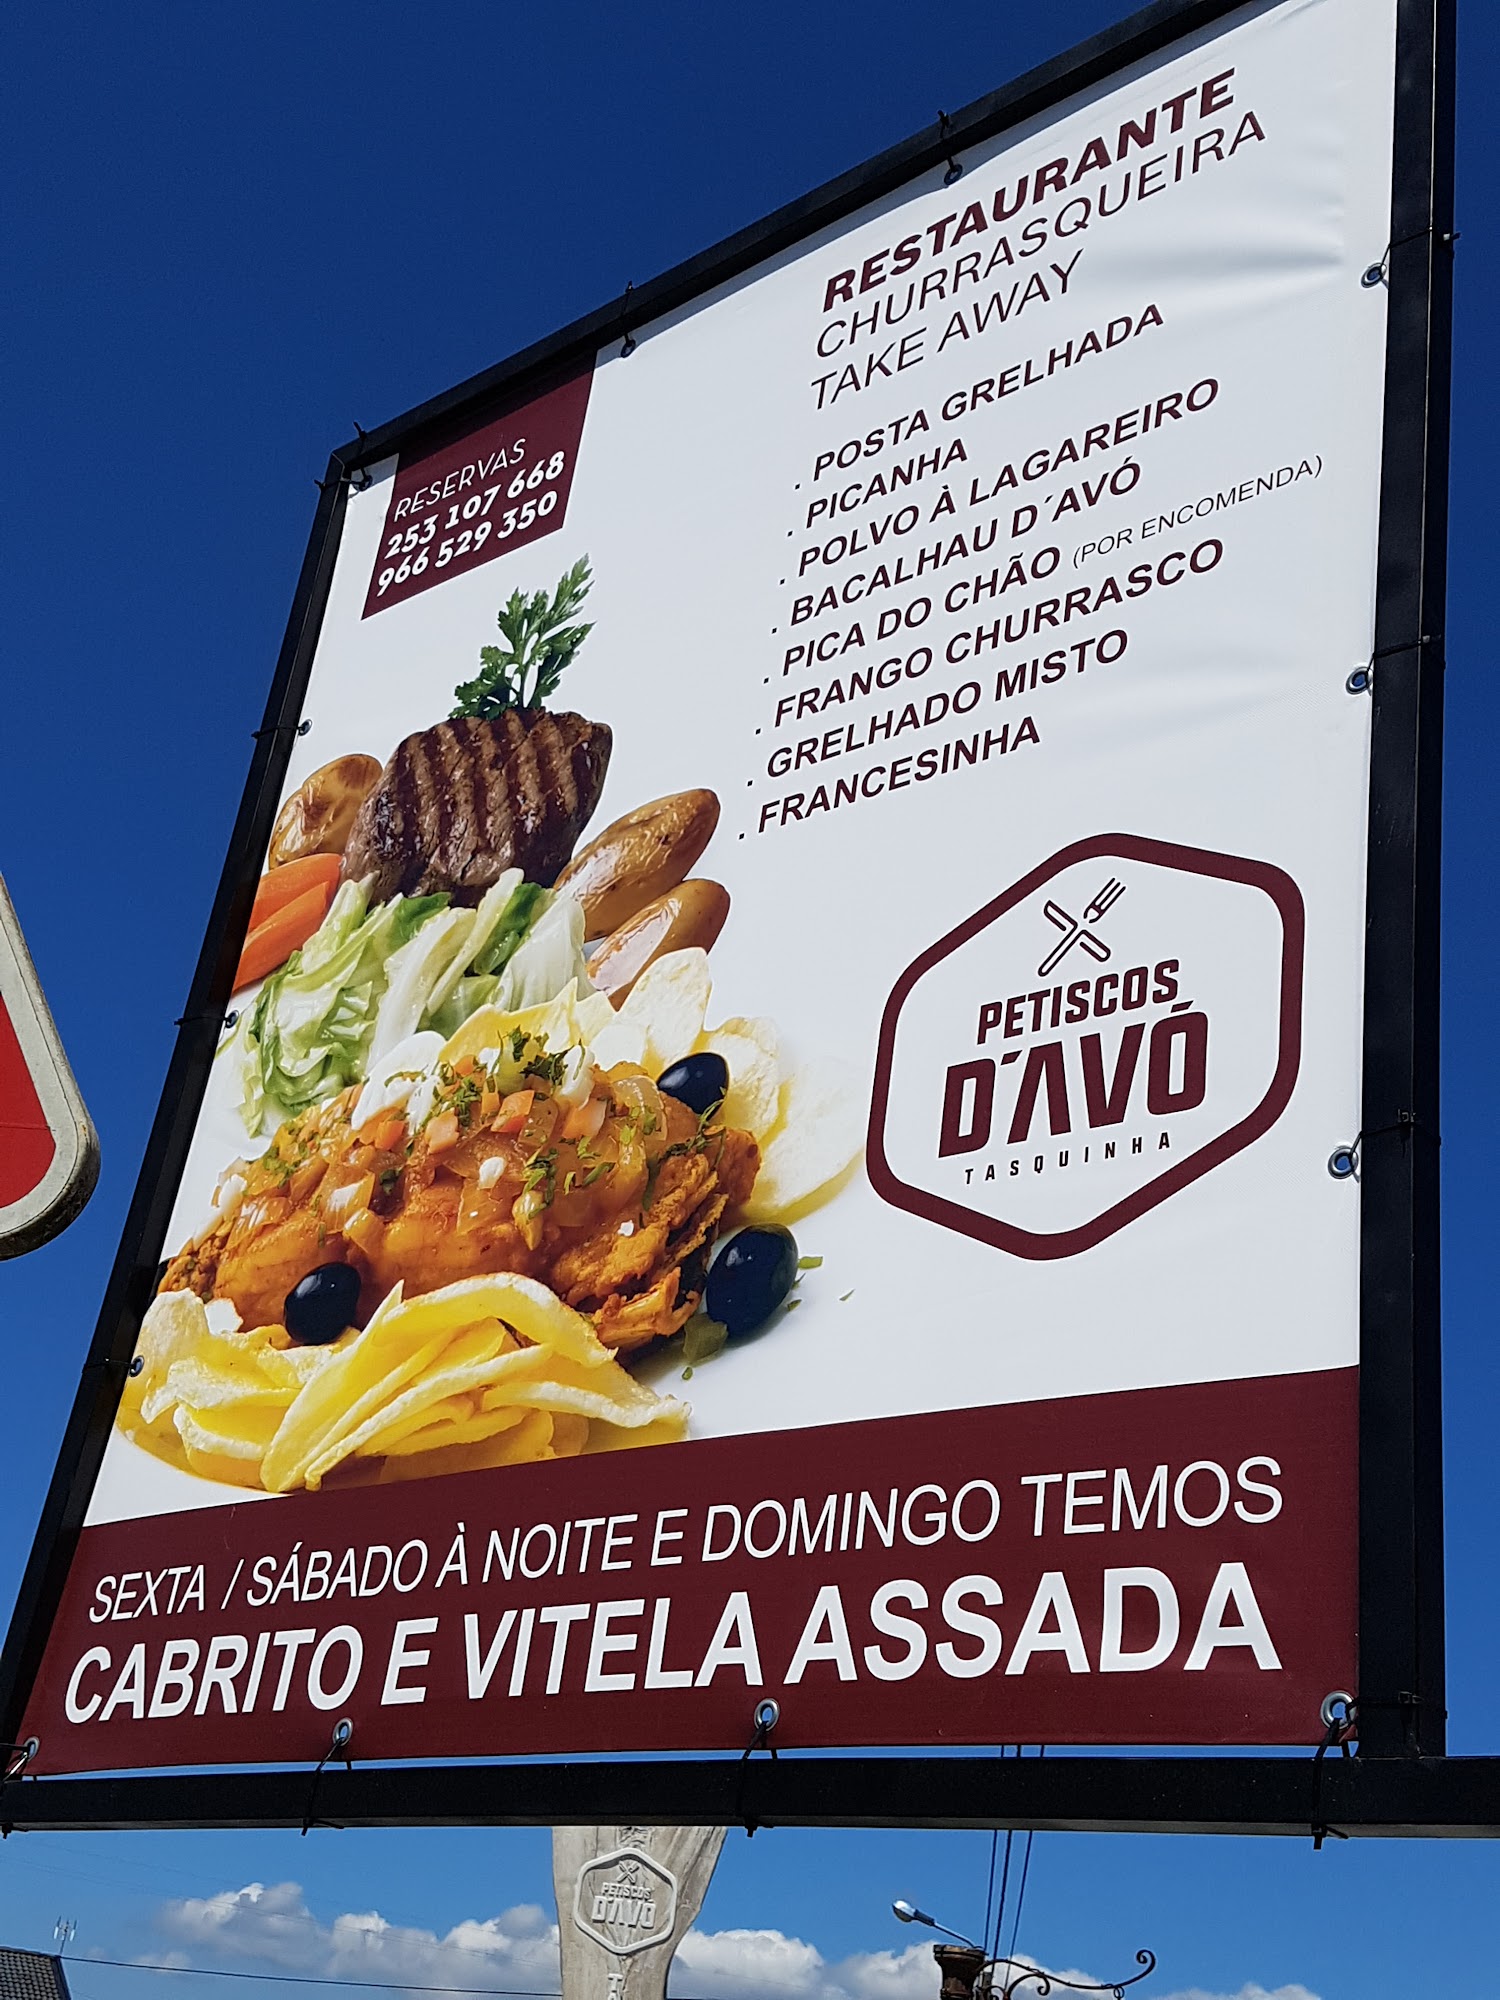 RESTAURANTE
CHURRASQUEIRA
TAKE AWAY
RESERVAS
253 107 668
966 529 350
. POSTA GRELHADA
. PICANHA
. POLVO À LAGAREIRO
. BACALHAU D´AVÓ
. PICA DO CHÃO (POR ENCOMENDA)
. FRANGO CHURRASCO
. GRELHADO MISTO
. FRANCESINHA
PETISCOS
D´AVÓ
TASQUINHA
SEXTA / SÁBADO À NOITE E DOMINGO TEMOS
CABRITO E VITELA ASSADA
PETISCOS
D´AVÓ